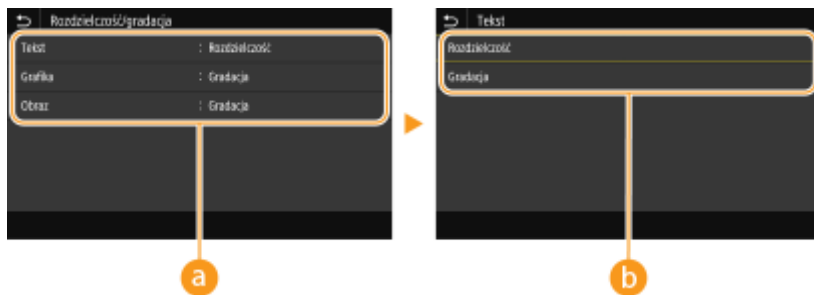 Rozdzielczość/gradacja
Tekst : Rozdzielczość
Grafika : Gradacja
Obraz : Gradacja
a
Tekst
Rozdzielczość
Gradacja
b